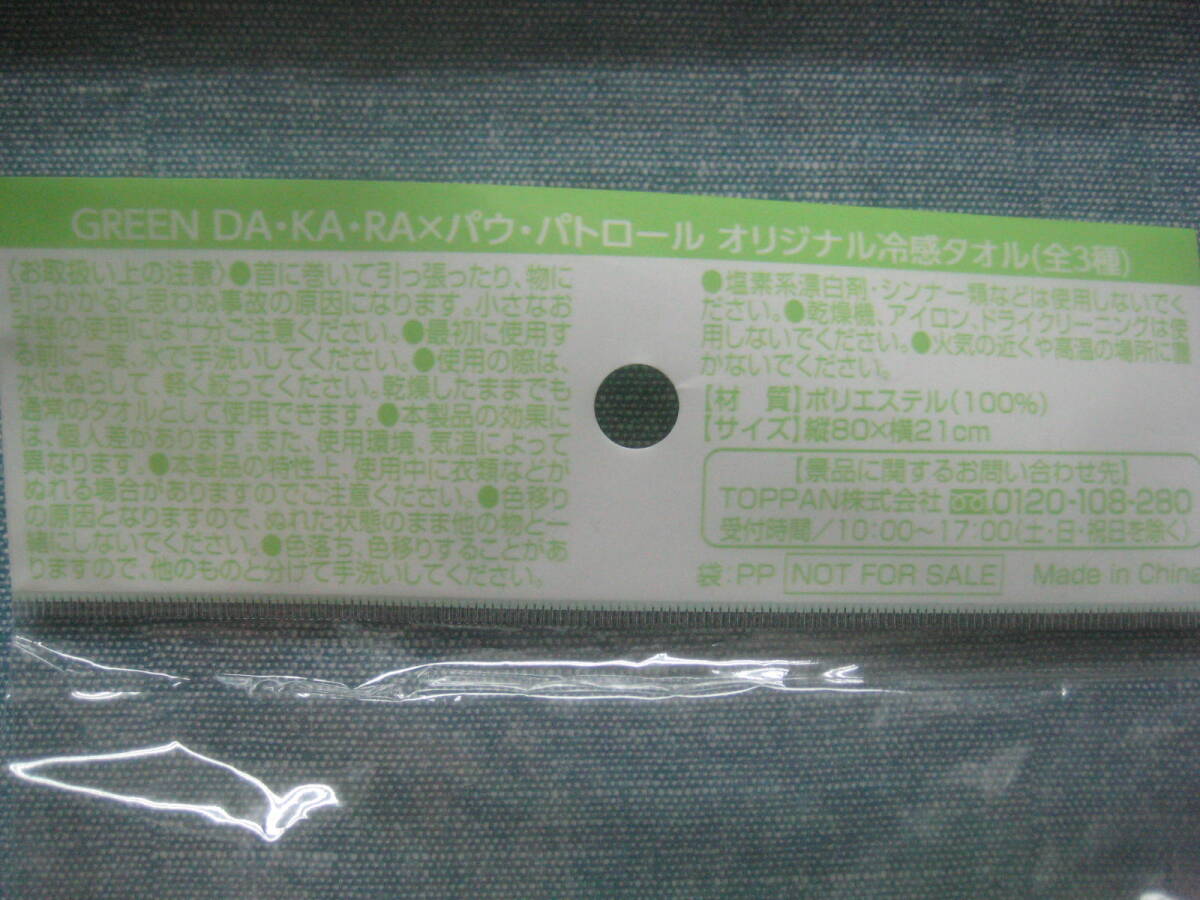 GREEN DA・KA・RA×パウ・パトロール オリジナル冷感タオル(全3種)
〈お取扱い上の注意〉●首に巻いて引っ張ったり、物に
引っかかると思わぬ事故の原因になります。小さなお
子様の使用には十分ご注意ください。●最初に使用す
る前に一度、水で手洗いしてください。●使用の際は、
水にぬらして、軽く絞ってください。乾燥したままでも
通常のタオルとして使用できます。●本製品の効果に
は、個人差があります。また、使用環境、気温によって
異なります。●本製品の特性上、使用中に衣類などが
ぬれる場合がありますのでご注意ください。●色移り
の原因となりますので、ぬれた状態のまま他の物と一
緒にしないでください。●色落ち、色移りすることがあ
りますので、他のものと分けて手洗いしてください。
●塩素系漂白剤・シンナー類などは使用しないでく
ださい。●乾燥機、アイロン、ドライクリーニングは使
用しないでください。●火気の近くや高温の場所に置
かないでください。
【材　質】ポリエステル(100%)
【サイズ】縦80×横21cm
【景品に関するお問い合わせ先】
TOPPAN株式会社 0120-108-280
受付時間/10:00～17:00(土・日・祝日を除く)
袋:PP NOT FOR SALE Made in China